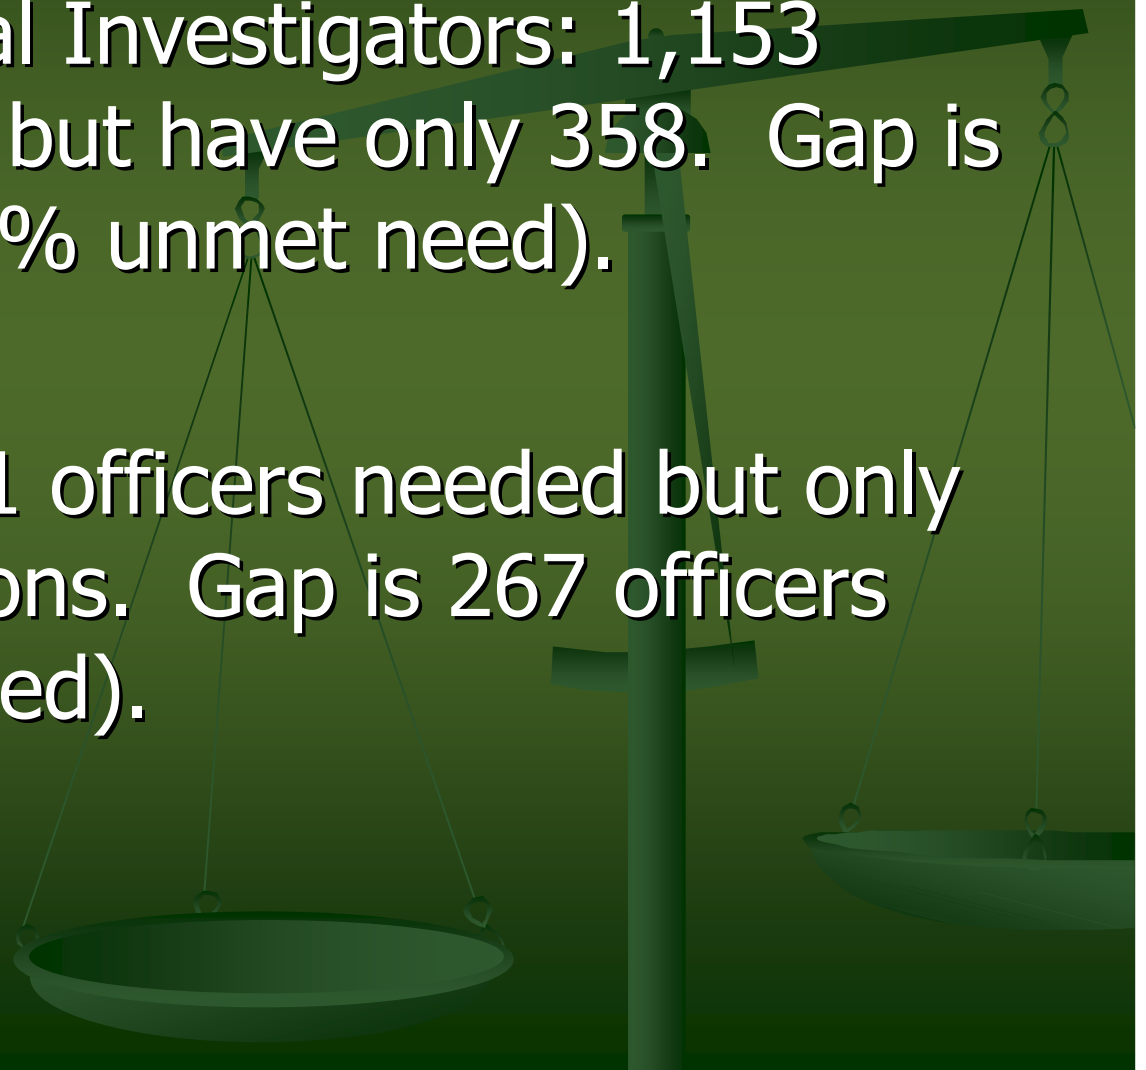 al Investigators: 1,153
but have only 358. Gap is
% unmet need).
1 officers needed but only
ons. Gap is 267 officers
ed).